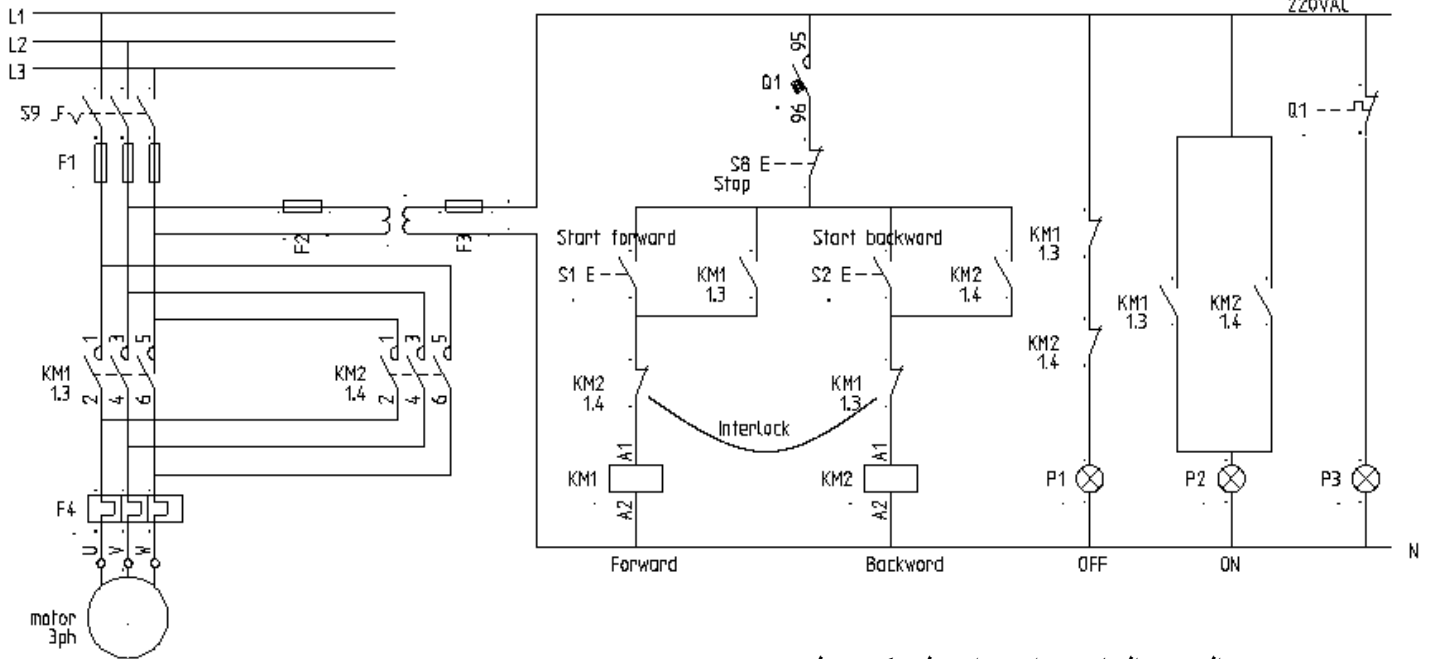 L1
L2
L3
S9
F1
F2
F3
KM1
1.3
1
3
5
2
4
6
KM2
1.4
1
3
5
2
4
6
F4
U
V
W
motor
3ph
220VAC
95
Q1
96
S8 E
Stop
Start forward
S1 E
KM1
1.3
Start backward
S2 E
KM2
1.4
KM2
1.4
KM1
1.3
Interlock
A1
KM1
A2
A1
KM2
A2
KM1
1.3
KM2
1.4
P1
KM1
1.3
KM2
1.4
P2
Q1
P3
N
Forward
Backword
OFF
ON